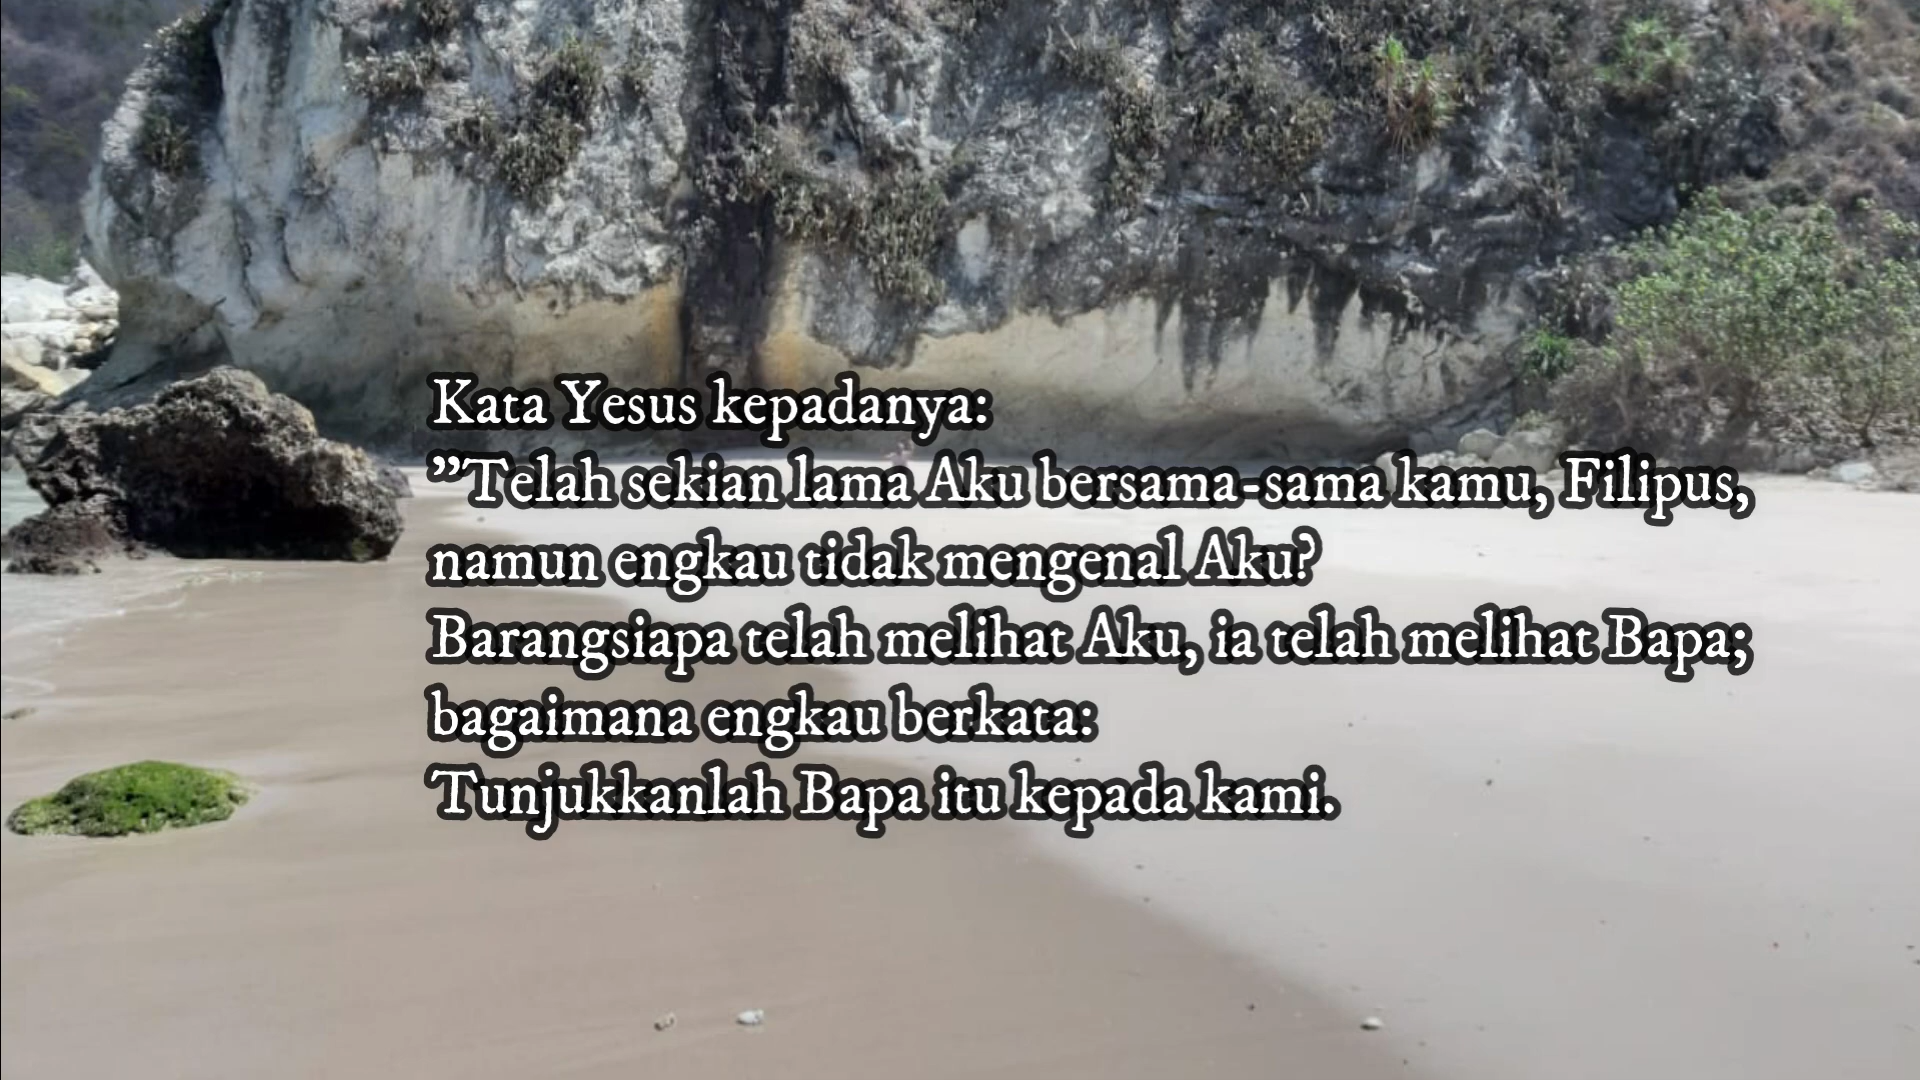 Kata Yesus kepadanya:
”Telah sekian lama Aku bersama-sama kamu, Filipus,
namun engkau tidak mengenal Aku?
Barangsiapa telah melihat Aku, ia telah melihat Bapa;
bagaimana engkau berkata:
Tunjukkanlah Bapa itu kepada kami.